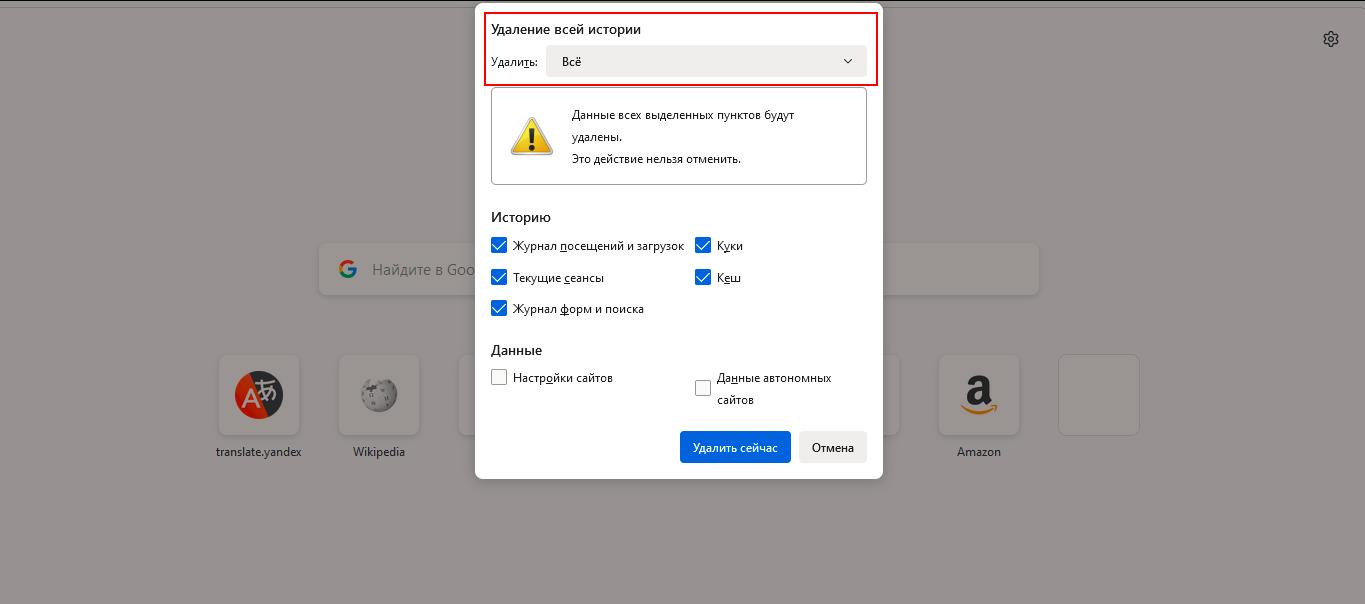 Удаление всей истории
Удалить: Всё
Данные всех выделенных пунктов будут
удалены.
Это действие нельзя отменить.
Историю
Журнал посещений и загрузок Куки
Текущие сеансы Кеш
Журнал форм и поиска
Данные
Настройки сайтов
Данные автономных
сайтов
Удалить сейчас Отмена
Найдите в Goo
translate.yandex Wikipedia Amazon